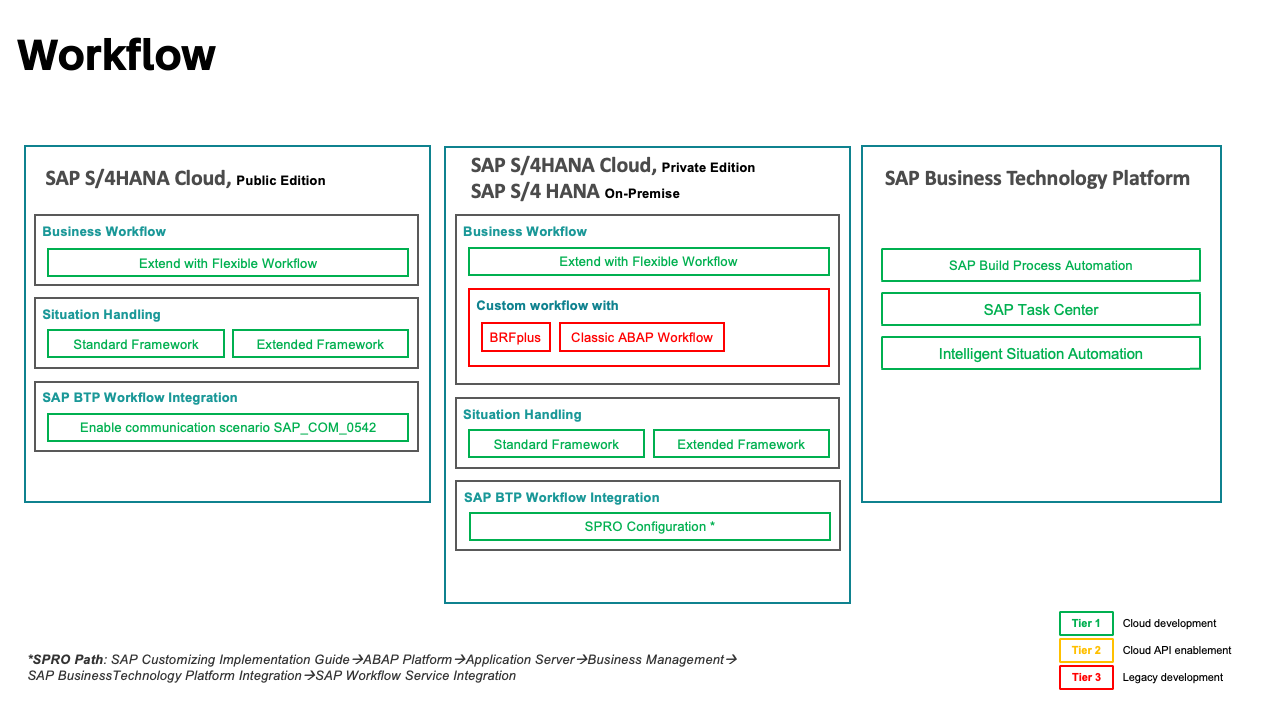 Workflow
SAP S/4HANA Cloud, Public Edition
Business Workflow
Extend with Flexible Workflow
Situation Handling
Standard Framework
Extended Framework
SAP BTP Workflow Integration
Enable communication scenario SAP_COM_0542
SAP S/4HANA Cloud, Private Edition
SAP S/4 HANA On-Premise
Business Workflow
Extend with Flexible Workflow
Custom workflow with
BRFplus
Classic ABAP Workflow
Situation Handling
Standard Framework
Extended Framework
SAP BTP Workflow Integration
SPRO Configuration *
SAP Business Technology Platform
SAP Build Process Automation
SAP Task Center
Intelligent Situation Automation
*SPRO Path: SAP Customizing Implementation Guide→ABAP Platform→Application Server→Business Management→
SAP BusinessTechnology Platform Integration→SAP Workflow Service Integration
Tier 1 Cloud development
Tier 2 Cloud API enablement
Tier 3 Legacy development